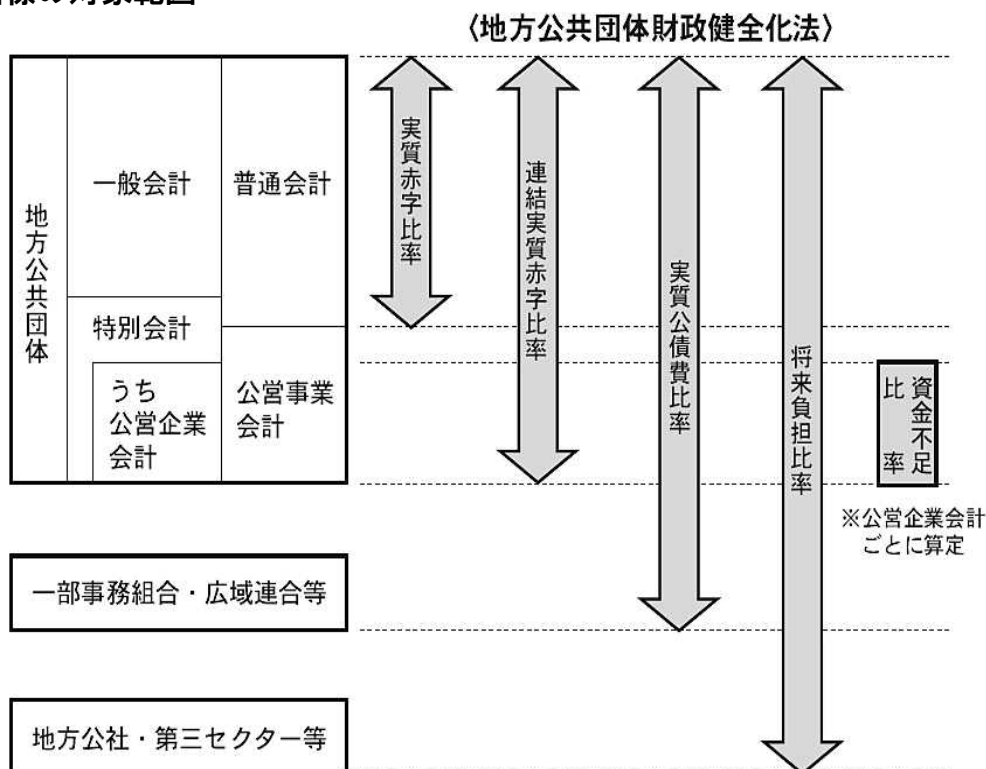 の対象範囲
〈地方公共団体財政健全化法〉
地方公共団体
一般会計
普通会計
特別会計
うち
公営企業
会計
公営事業
会計
実質赤字比率
連結実質赤字比率
実質公債費比率
将来負担比率
資金不足
比率
※公営企業会計
ごとに算定
一部事務組合・広域連合等
地方公社・第三セクター等